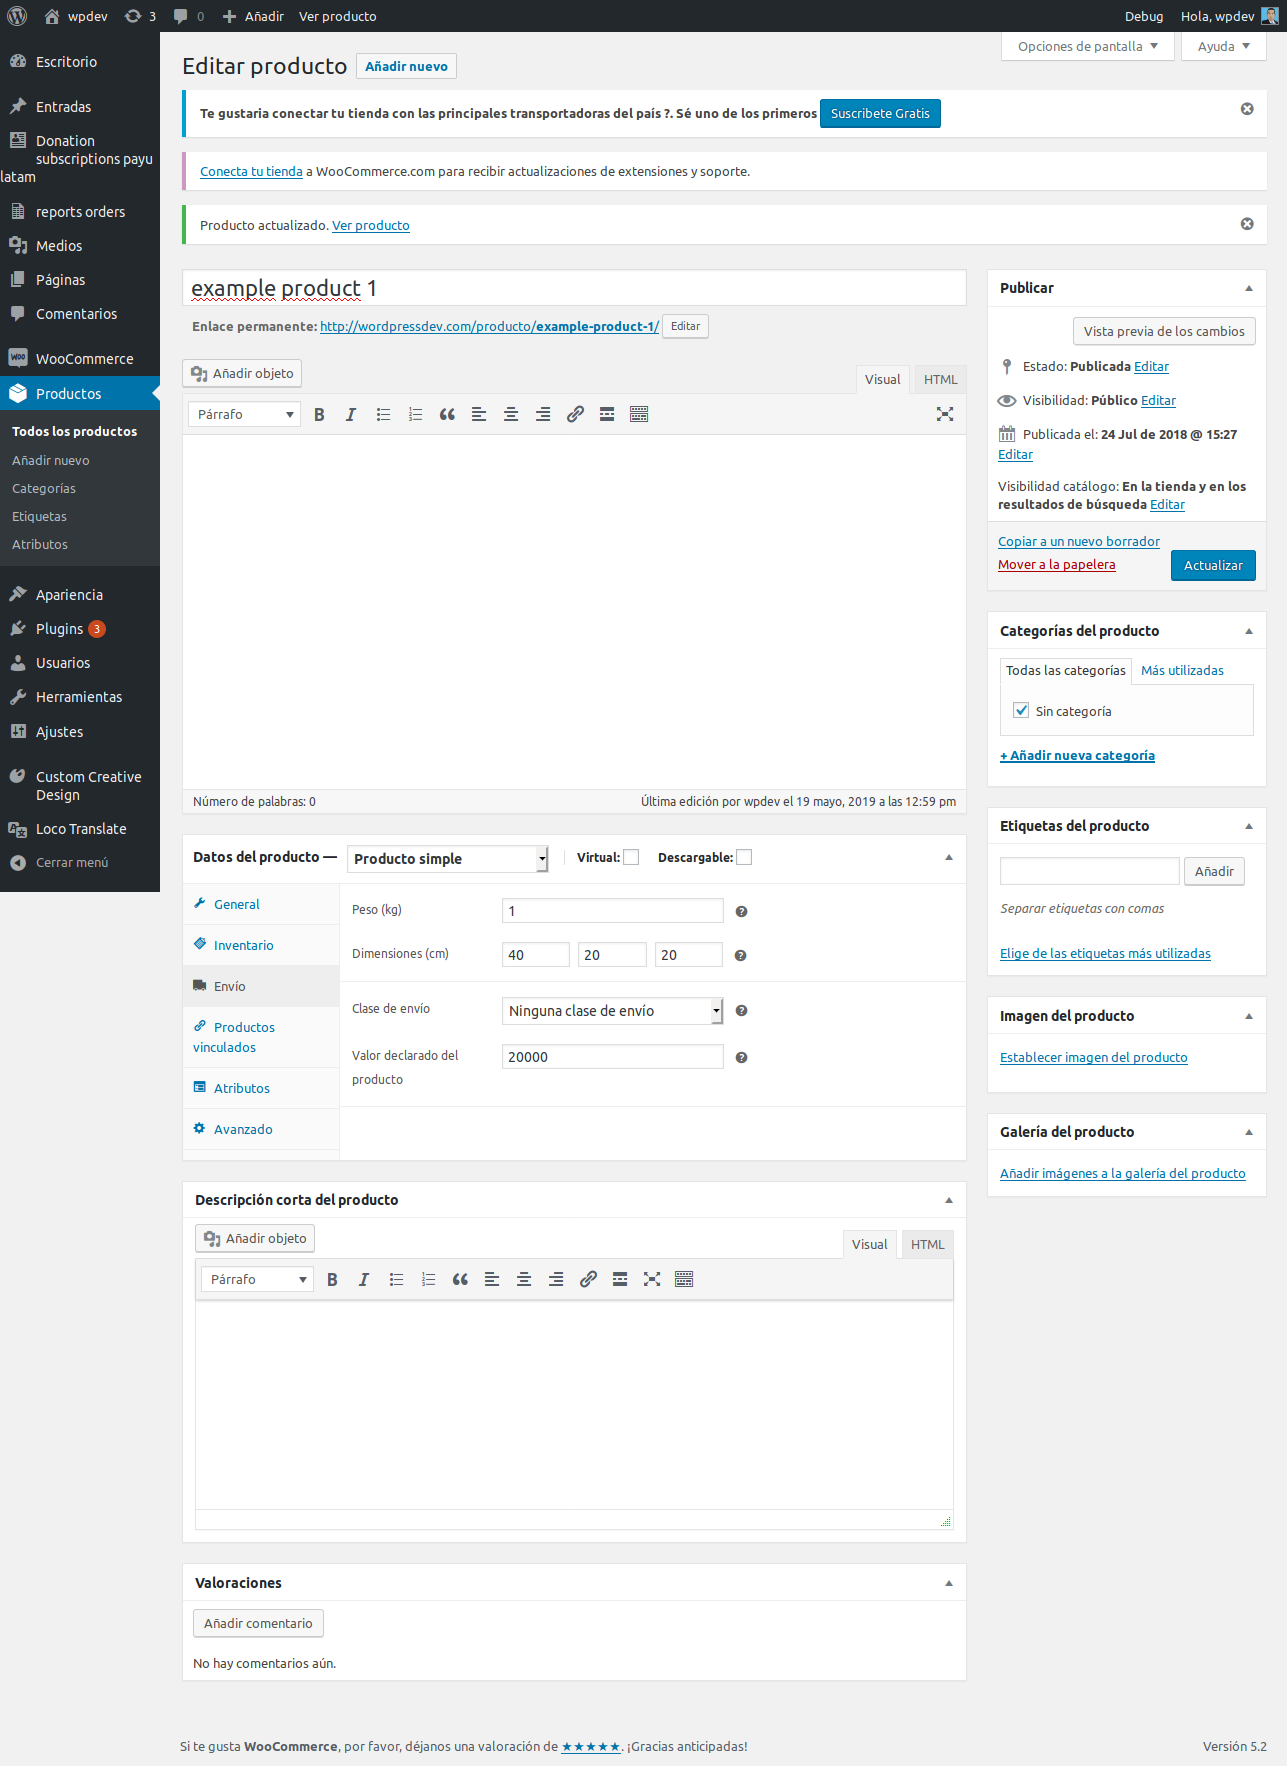 wpdev 3 0 Añadir Ver producto Debug Hola, wpdev
Opciones de pantalla Ayuda
Escritorio
Entradas
Donation
subscriptions payu
latam
reports orders
Medios
Páginas
Comentarios
WooCommerce
Productos
Todos los productos
Añadir nuevo
Categorías
Etiquetas
Atributos
Apariencia
Plugins 3
Usuarios
Herramientas
Ajustes
Custom Creative
Design
Loco Translate
Cerrar menú
Editar producto Añadir nuevo
Te gustaria conectar tu tienda con las principales transportadoras del país ?. Sé uno de los primeros Suscribete Gratis
Conecta tu tienda a WooCommerce.com para recibir actualizaciones de extensiones y soporte.
Producto actualizado. Ver producto
example product 1
Enlace permanente: http://wordpressdev.com/producto/example-product-1/ Editar
Añadir objeto
Visual HTML
Párrafo
Número de palabras: 0 Última edición por wpdev el 19 mayo, 2019 a las 12:59 pm
Datos del producto — Producto simple Virtual: Descargable:
General
Inventario
Envío
Productos
vinculados
Atributos
Avanzado
Peso (kg) 1
Dimensiones (cm) 40 20 20
Clase de envío Ninguna clase de envío
Valor declarado del
producto
20000
Descripción corta del producto
Añadir objeto
Visual HTML
Párrafo
Valoraciones
Añadir comentario
No hay comentarios aún.
Publicar
Vista previa de los cambios
Estado: Publicada Editar
Visibilidad: Público Editar
Publicada el: 24 Jul de 2018 @ 15:27
Editar
Visibilidad catálogo: En la tienda y en los
resultados de búsqueda Editar
Copiar a un nuevo borrador
Mover a la papelera Actualizar
Categorías del producto
Todas las categorías Más utilizadas
Sin categoría
+ Añadir nueva categoría
Etiquetas del producto
Añadir
Separar etiquetas con comas
Elige de las etiquetas más utilizadas
Imagen del producto
Establecer imagen del producto
Galería del producto
Añadir imágenes a la galería del producto
Si te gusta WooCommerce, por favor, déjanos una valoración de ★★★★★. ¡Gracias anticipadas! Versión 5.2